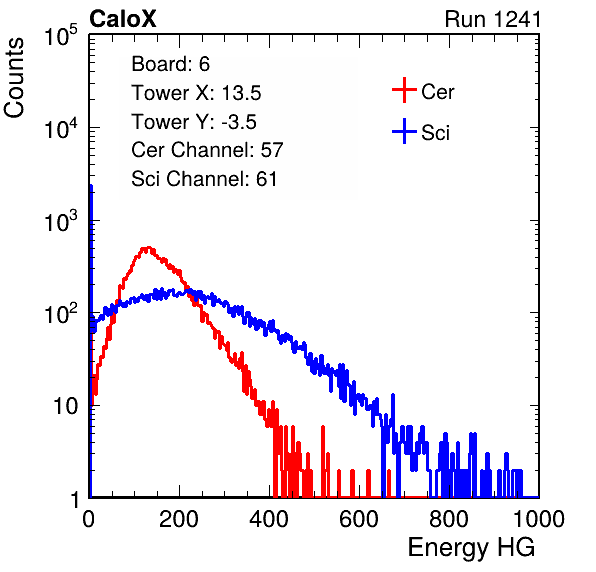 CaloX Run 1241
Counts
10^5
10^4
10^3
10^2
10
1
Board: 6
Tower X: 13.5
Tower Y: -3.5
Cer Channel: 57
Sci Channel: 61
Cer
Sci
0 200 400 600 800 1000
Energy HG